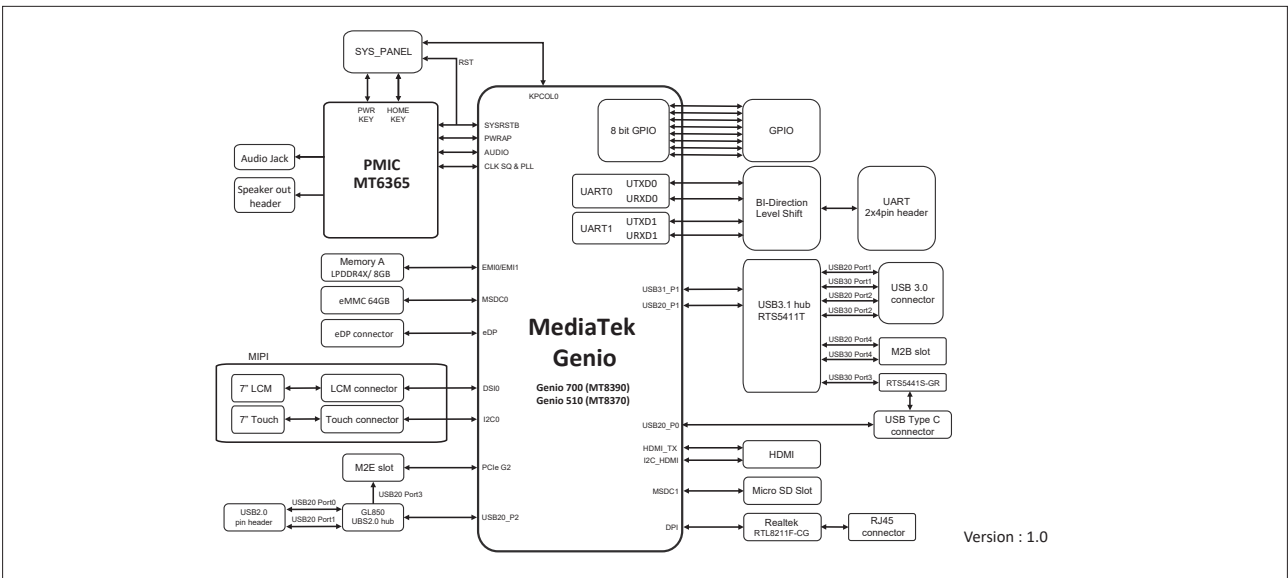 SYS_PANEL
RST
KPCOL0
PWR
KEY
HOME
KEY
PMIC
MT6365
SYSRSTB
PWRAP
AUDIO
CLK SQ & PLL
Audio Jack
Speaker out
header
8 bit GPIO
GPIO
UART0
UTXD0
URXD0
UART1
UTXD1
URXD1
BI-Direction
Level Shift
UART
2x4pin header
Memory A
LPDDR4X/ 8GB
EMI0/EMI1
eMMC 64GB
MSDC0
eDP connector
eDP
MediaTek
Genio
Genio 700 (MT8390)
Genio 510 (MT8370)
USB31_P1
USB20_P1
USB3.1 hub
RTS5411T
USB20 Port1
USB30 Port1
USB20 Port2
USB30 Port2
USB 3.0
connector
USB20 Port4
USB30 Port4
M2B slot
USB30 Port3
RTS5441S-GR
USB Type C
connector
USB20_P0
MIPI
7" LCM
LCM connector
DSI0
7" Touch
Touch connector
I2C0
HDMI_TX
I2C_HDMI
HDMI
M2E slot
PCIe G2
USB20 Port3
MSDC1
Micro SD Slot
USB2.0
pin header
USB20 Port0
USB20 Port1
GL850
UBS2.0 hub
USB20_P2
DPI
Realtek
RTL8211F-CG
RJ45
connector
Version : 1.0